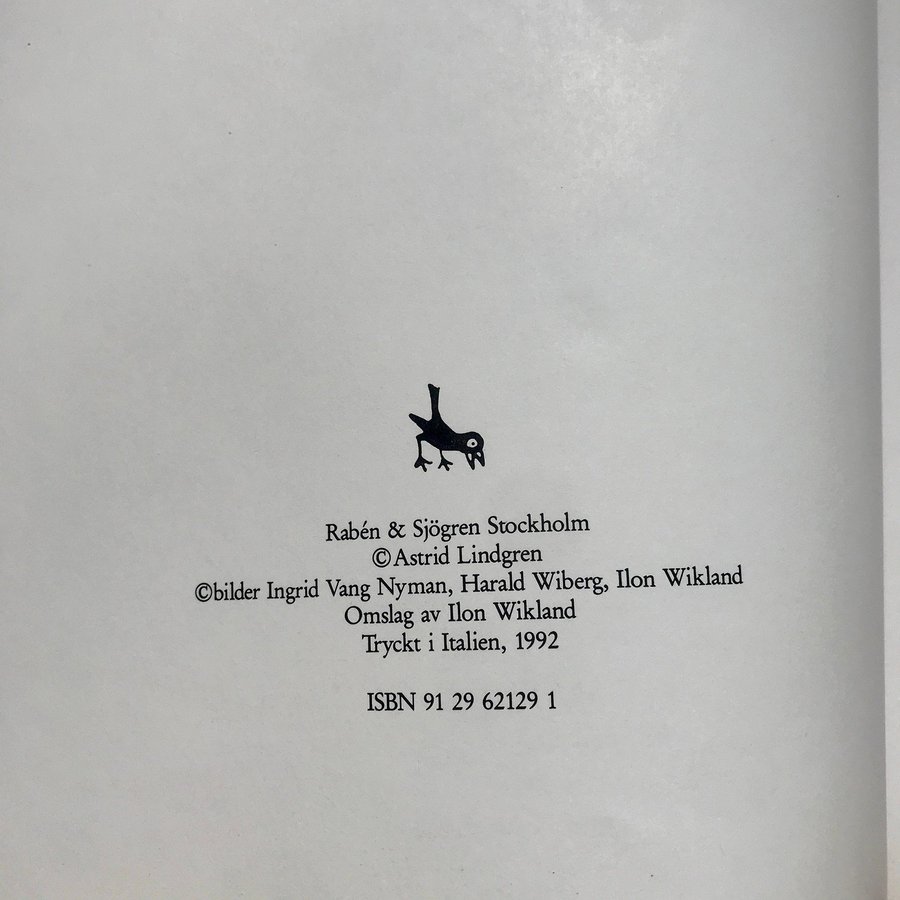 Rabén & Sjögren Stockholm
©Astrid Lindgren
©bilder Ingrid Vang Nyman, Harald Wiberg, Ilon Wikland
Omslag av Ilon Wikland
Tryckt i Italien, 1992
ISBN 91 29 62129 1